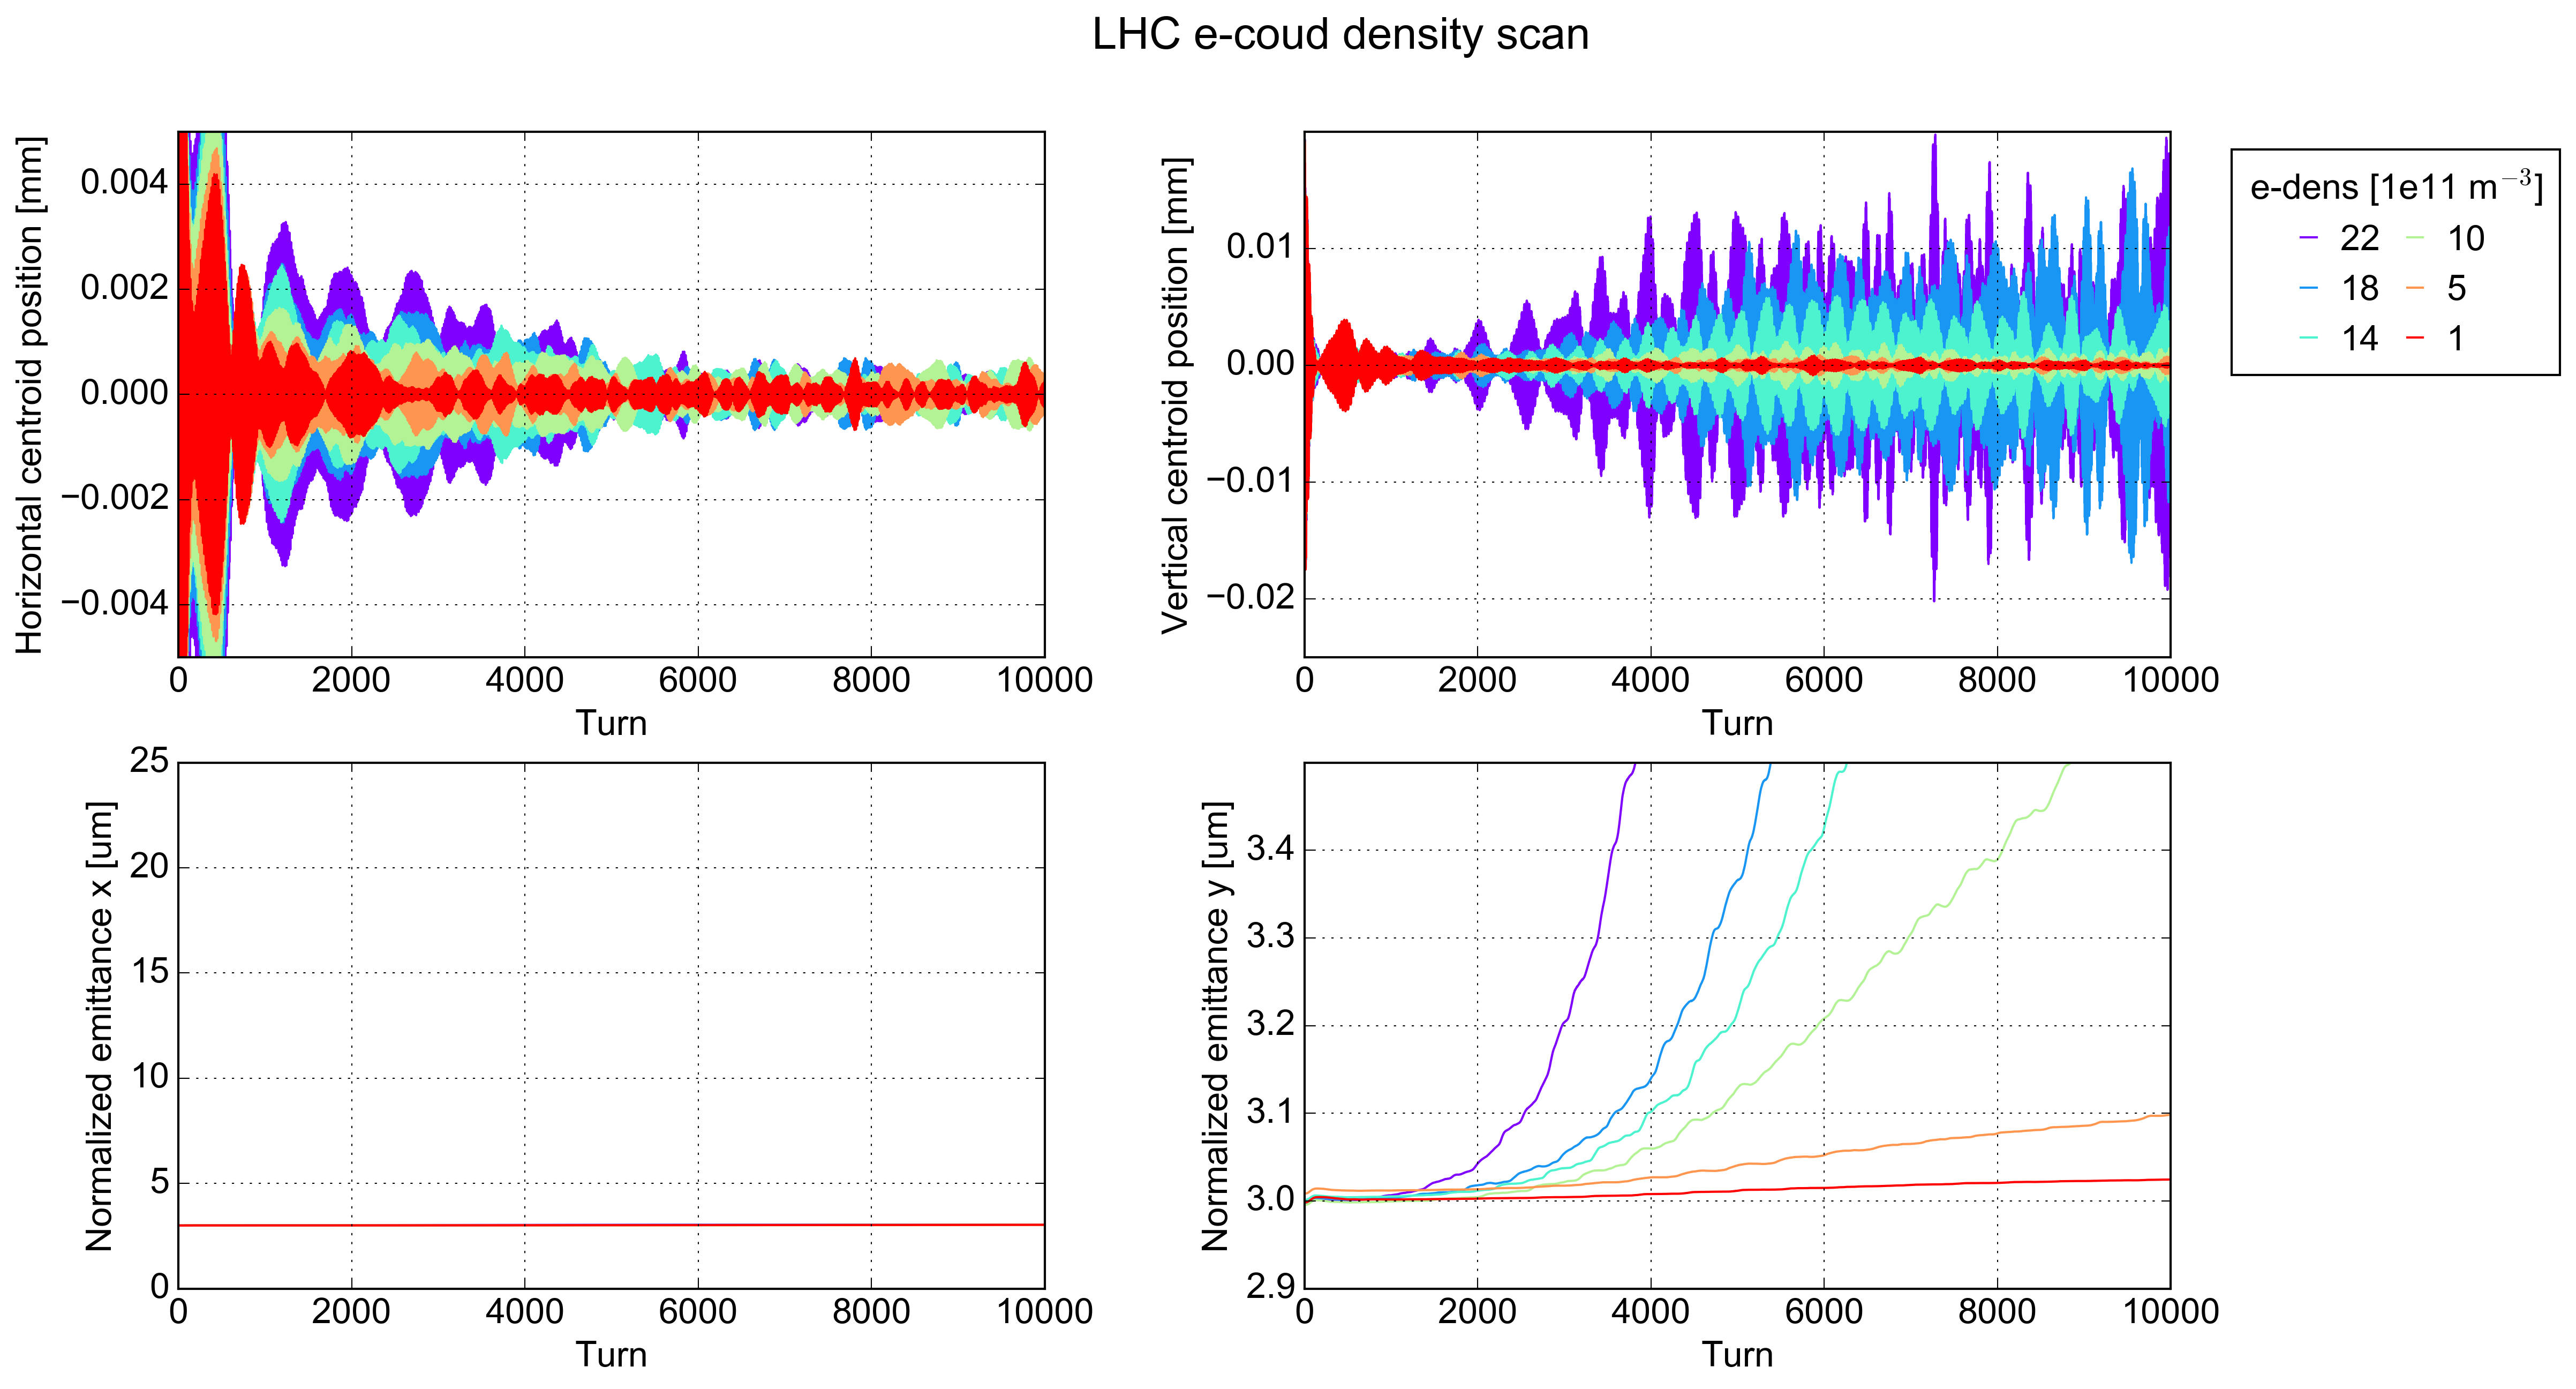 LHC e-coud density scan
Horizontal centroid position [mm]
0.004
0.002
0.000
−0.002
−0.004
0 2000 4000 6000 8000 10000
Turn
Vertical centroid position [mm]
0.01
0.00
−0.01
−0.02
0 2000 4000 6000 8000 10000
Turn
e-dens [1e11 m⁻³]
22 10
18 5
14 1
Normalized emittance x [um]
25
20
15
10
5
0
0 2000 4000 6000 8000 10000
Turn
Normalized emittance y [um]
3.4
3.3
3.2
3.1
3.0
2.9
0 2000 4000 6000 8000 10000
Turn